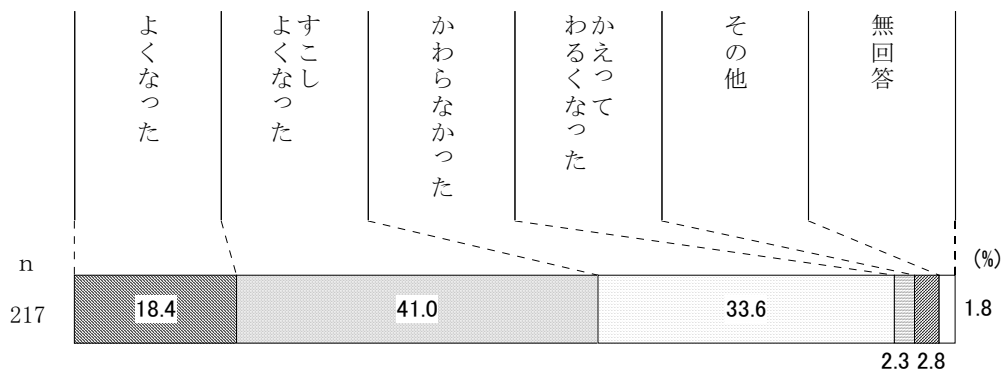 よくなった
すこし
よくなった
かわらなかった
かえって
わるくなった
その他
無回答
n
(%)
217
18.4
41.0
33.6
1.8
2.3
2.8